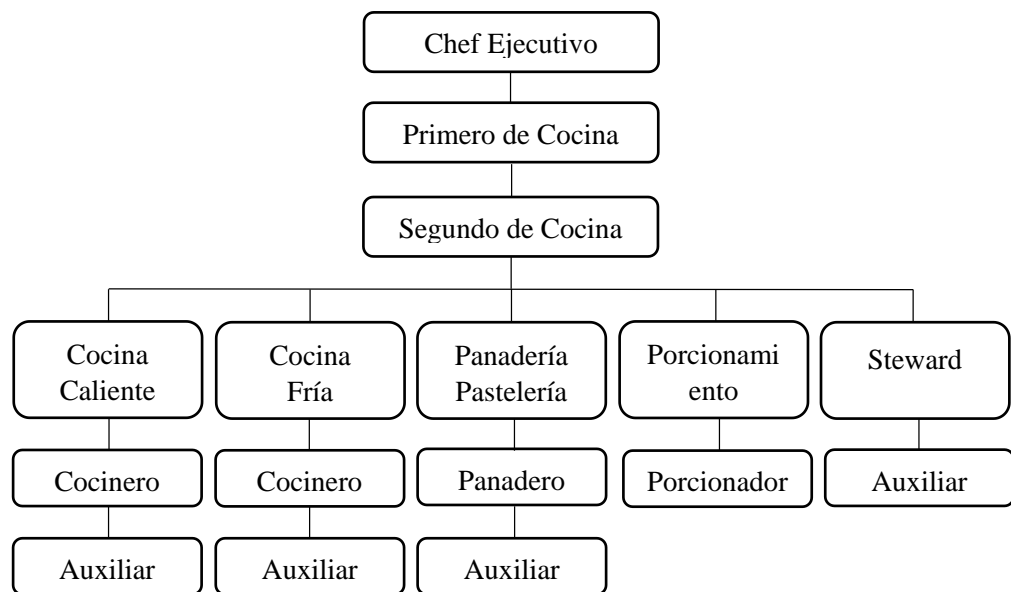 Chef Ejecutivo
Primero de Cocina
Segundo de Cocina
Cocina
Caliente
Cocina
Fría
Panadería
Pastelería
Porcionami
ento
Steward
Cocinero
Cocinero
Panadero
Porcionador
Auxiliar
Auxiliar
Auxiliar
Auxiliar